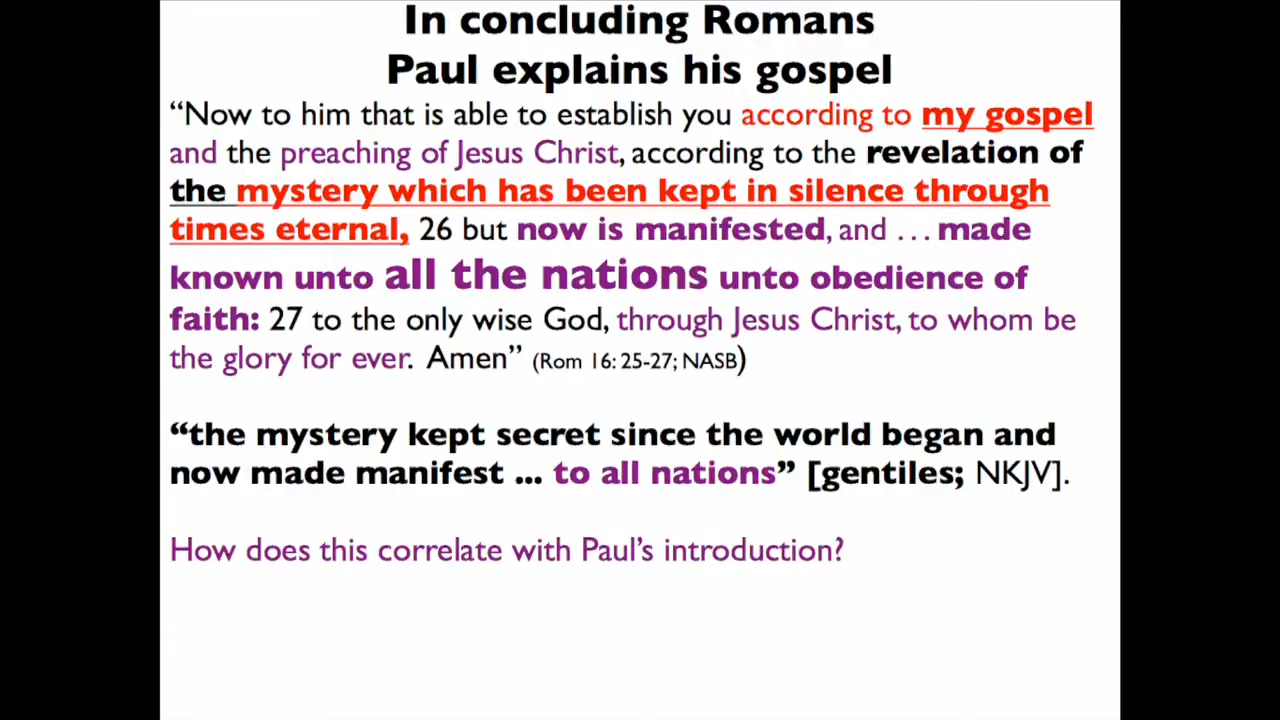 In concluding Romans
Paul explains his gospel
“Now to him that is able to establish you according to my gospel
and the preaching of Jesus Christ, according to the revelation of
the mystery which has been kept in silence through
times eternal, 26 but now is manifested, and … made
known unto all the nations unto obedience of
faith: 27 to the only wise God, through Jesus Christ, to whom be
the glory for ever. Amen” (Rom 16: 25-27; NASB)
“the mystery kept secret since the world began and
now made manifest ... to all nations” [gentiles; NKJV].
How does this correlate with Paul’s introduction?